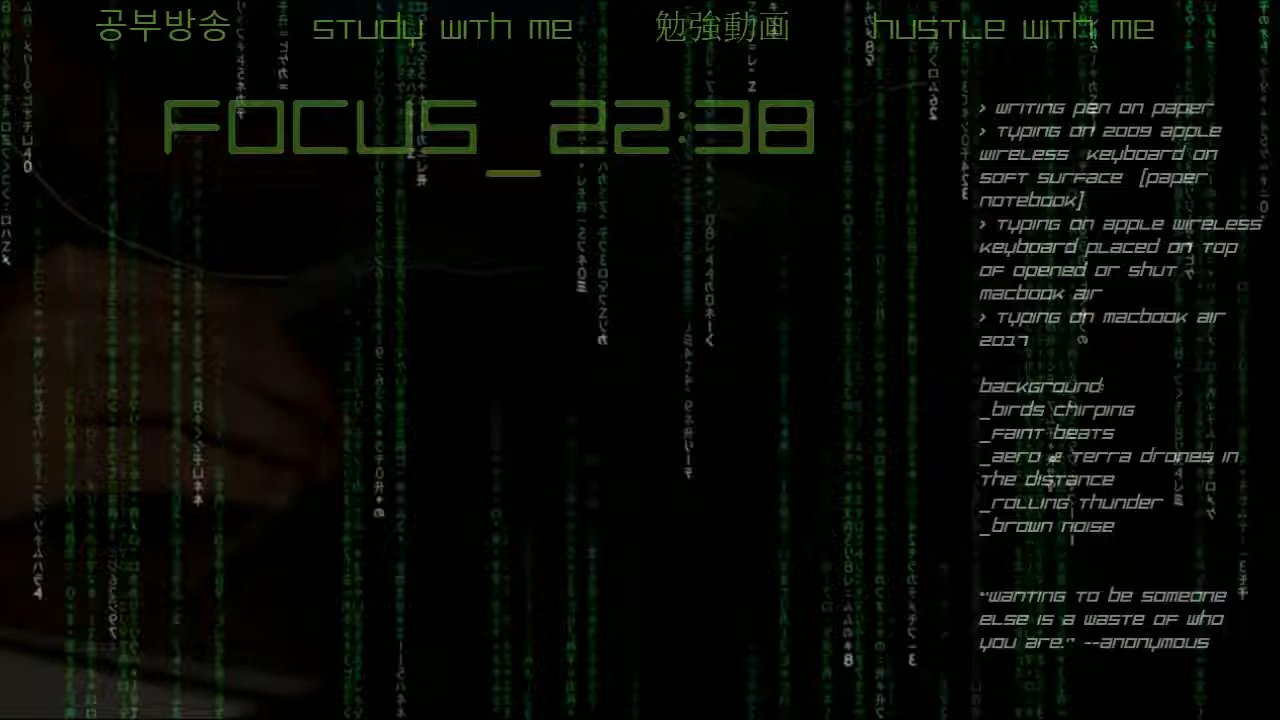 공부방송 study with me 勉強動画 hustle with me
FOCUS_22:38
> writing pen on paper
> typing on 2009 apple
wireless keyboard on
soft surface [paper
notebook]
> typing on apple wireless
keyboard placed on top
of opened or shut
macbook air
> typing on macbook air
2017
background:
_birds chirping
_faint beats
_aero & terra drones in
the distance
_rolling thunder
_brown noise
"wanting to be someone
else is a waste of who
you are." --anonymous